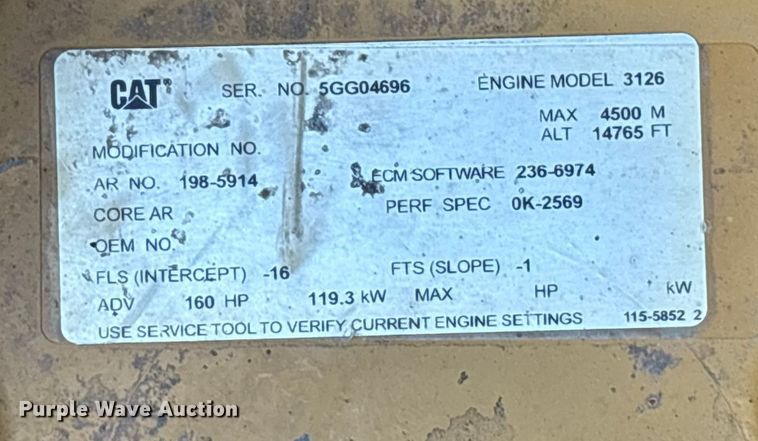 CAT® SER. NO. 5GG04696 ENGINE MODEL 3126
MAX 4500 M
ALT 14765 FT
MODIFICATION NO.
AR NO. 198-5914 ECM SOFTWARE 236-6974
CORE AR PERF SPEC 0K-2569
OEM NO.
FLS (INTERCEPT) -16 FTS (SLOPE) -1
ADV 160 HP 119.3 kW MAX HP kW
USE SERVICE TOOL TO VERIFY CURRENT ENGINE SETTINGS 115-5852 2
Purple Wave Auction